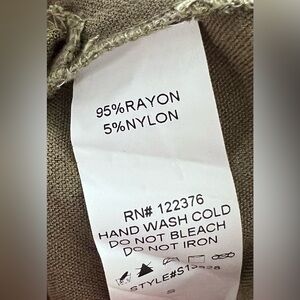 95%RAYON
5%NYLON
RN# 122376
HAND WASH COLD
DO NOT BLEACH
DO NOT IRON